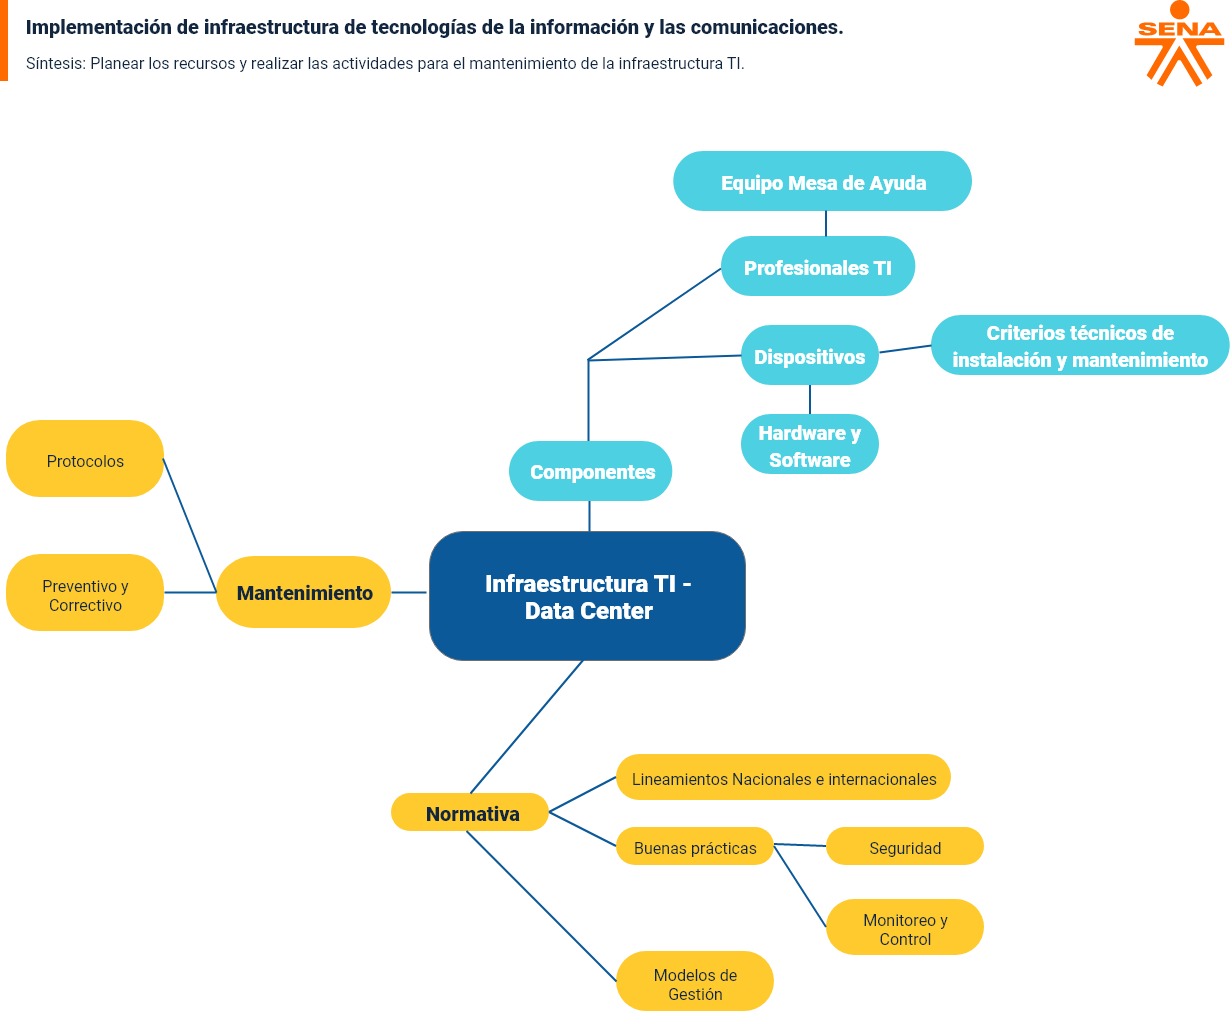 Implementación de infraestructura de tecnologías de la información y las comunicaciones.
Síntesis: Planear los recursos y realizar las actividades para el mantenimiento de la infraestructura TI.
SENA
Equipo Mesa de Ayuda
Profesionales TI
Dispositivos
Criterios técnicos de
instalación y mantenimiento
Hardware y
Software
Componentes
Protocolos
Preventivo y
Correctivo
Mantenimiento
Infraestructura TI -
Data Center
Normativa
Lineamientos Nacionales e internacionales
Buenas prácticas
Seguridad
Monitoreo y
Control
Modelos de
Gestión